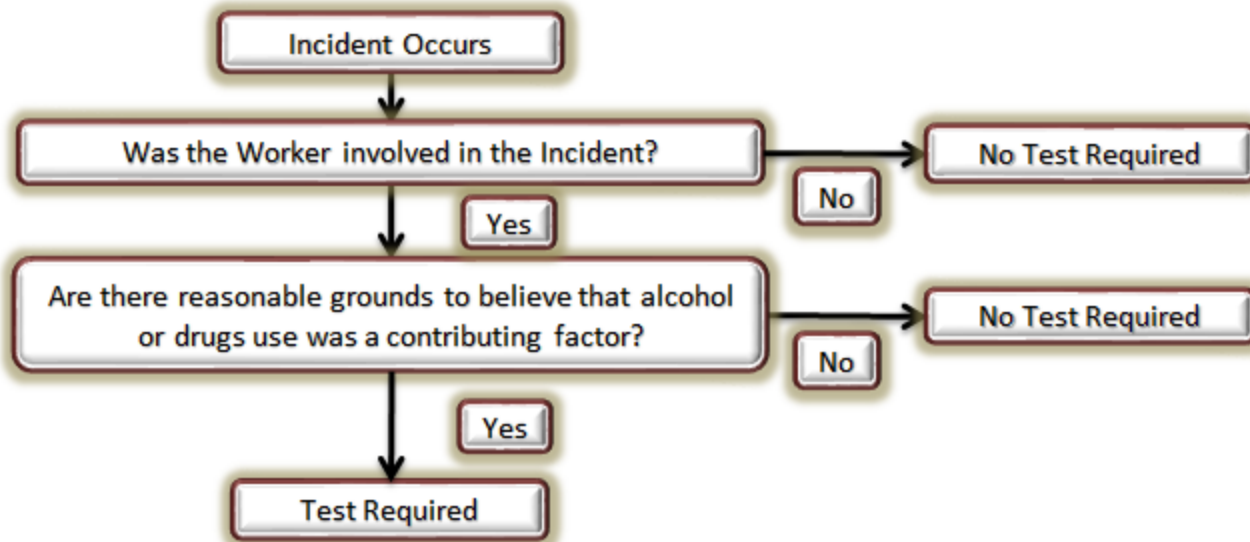 Incident Occurs
Was the Worker involved in the Incident?
No Test Required
No
Yes
Are there reasonable grounds to believe that alcohol
or drugs use was a contributing factor?
No Test Required
No
Yes
Test Required